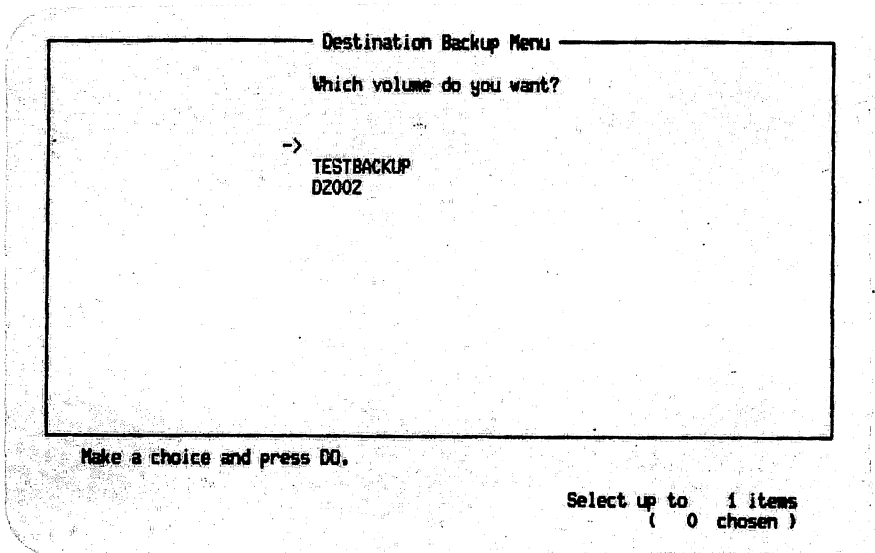 Destination Backup Menu
Which volume do you want?
->
TESTBACKUP
DZ002
Make a choice and press DO.
Select up to 1 items
( 0 chosen )